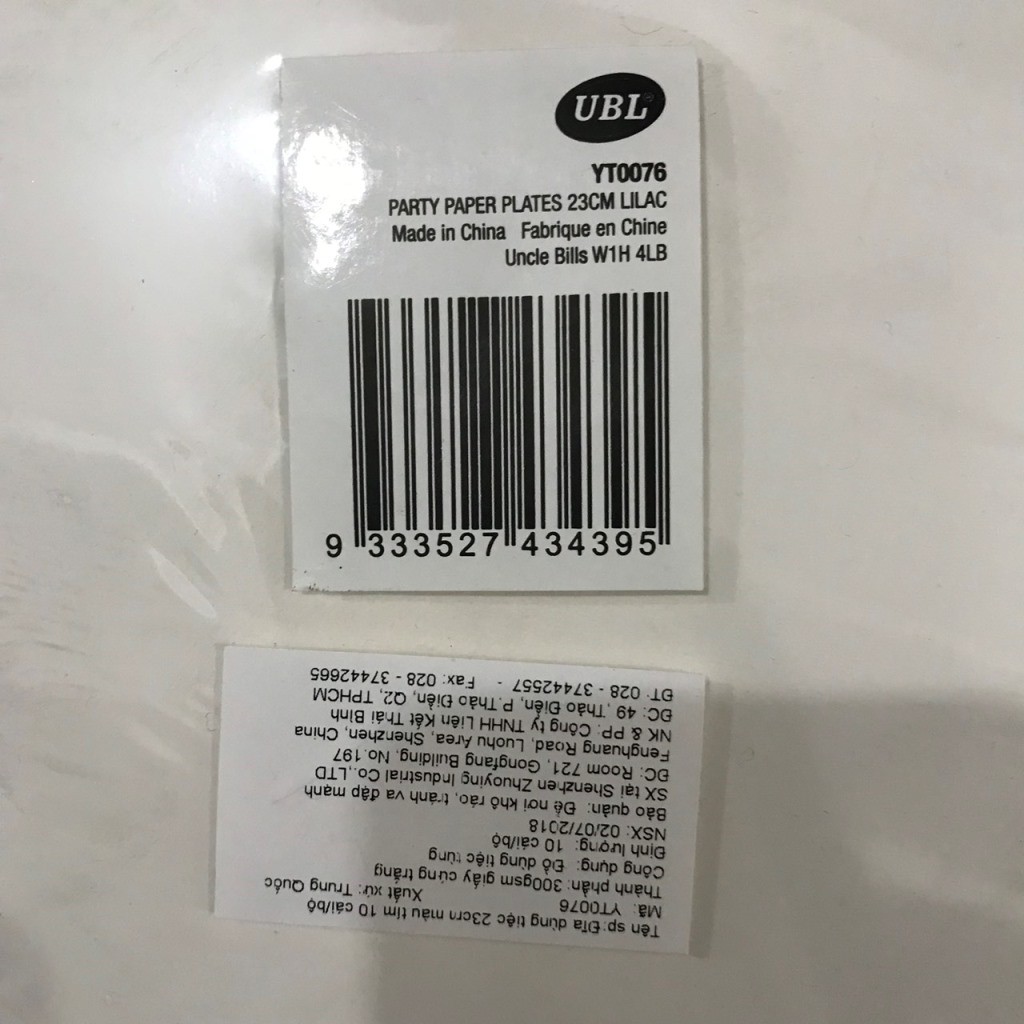 UBL
YT0076
PARTY PAPER PLATES 23CM LILAC
Made in China Fabrique en Chine
Uncle Bills W1H 4LB
9 333527 434395
Tên sp:Đĩa dùng tiệc 23cm màu tím 10 cái/bộ
Mã: YT0076 Xuất xứ: Trung Quốc
Thành phần: 300gsm giấy cứng trắng
Công dụng: Đồ dùng tiệc tùng
Định lượng: 10 cái/bộ
NSX: 02/07/2018
Bảo quản: Để nơi khô ráo, tránh va đập mạnh
SX tại Shenzhen Zhuoying Industrial Co.,LTD
ĐC: Room 721, Gongfang Building, No.197
Fenghuang Road, Luohu Area, Shenzhen, China
NK & PP: Công ty TNHH Liên Kết Thái Bình
ĐC: 49, Thảo Điền, P.Thảo Điền, Q2, TPHCM
ĐT: 028 - 37442557 - Fax: 028 - 37442665